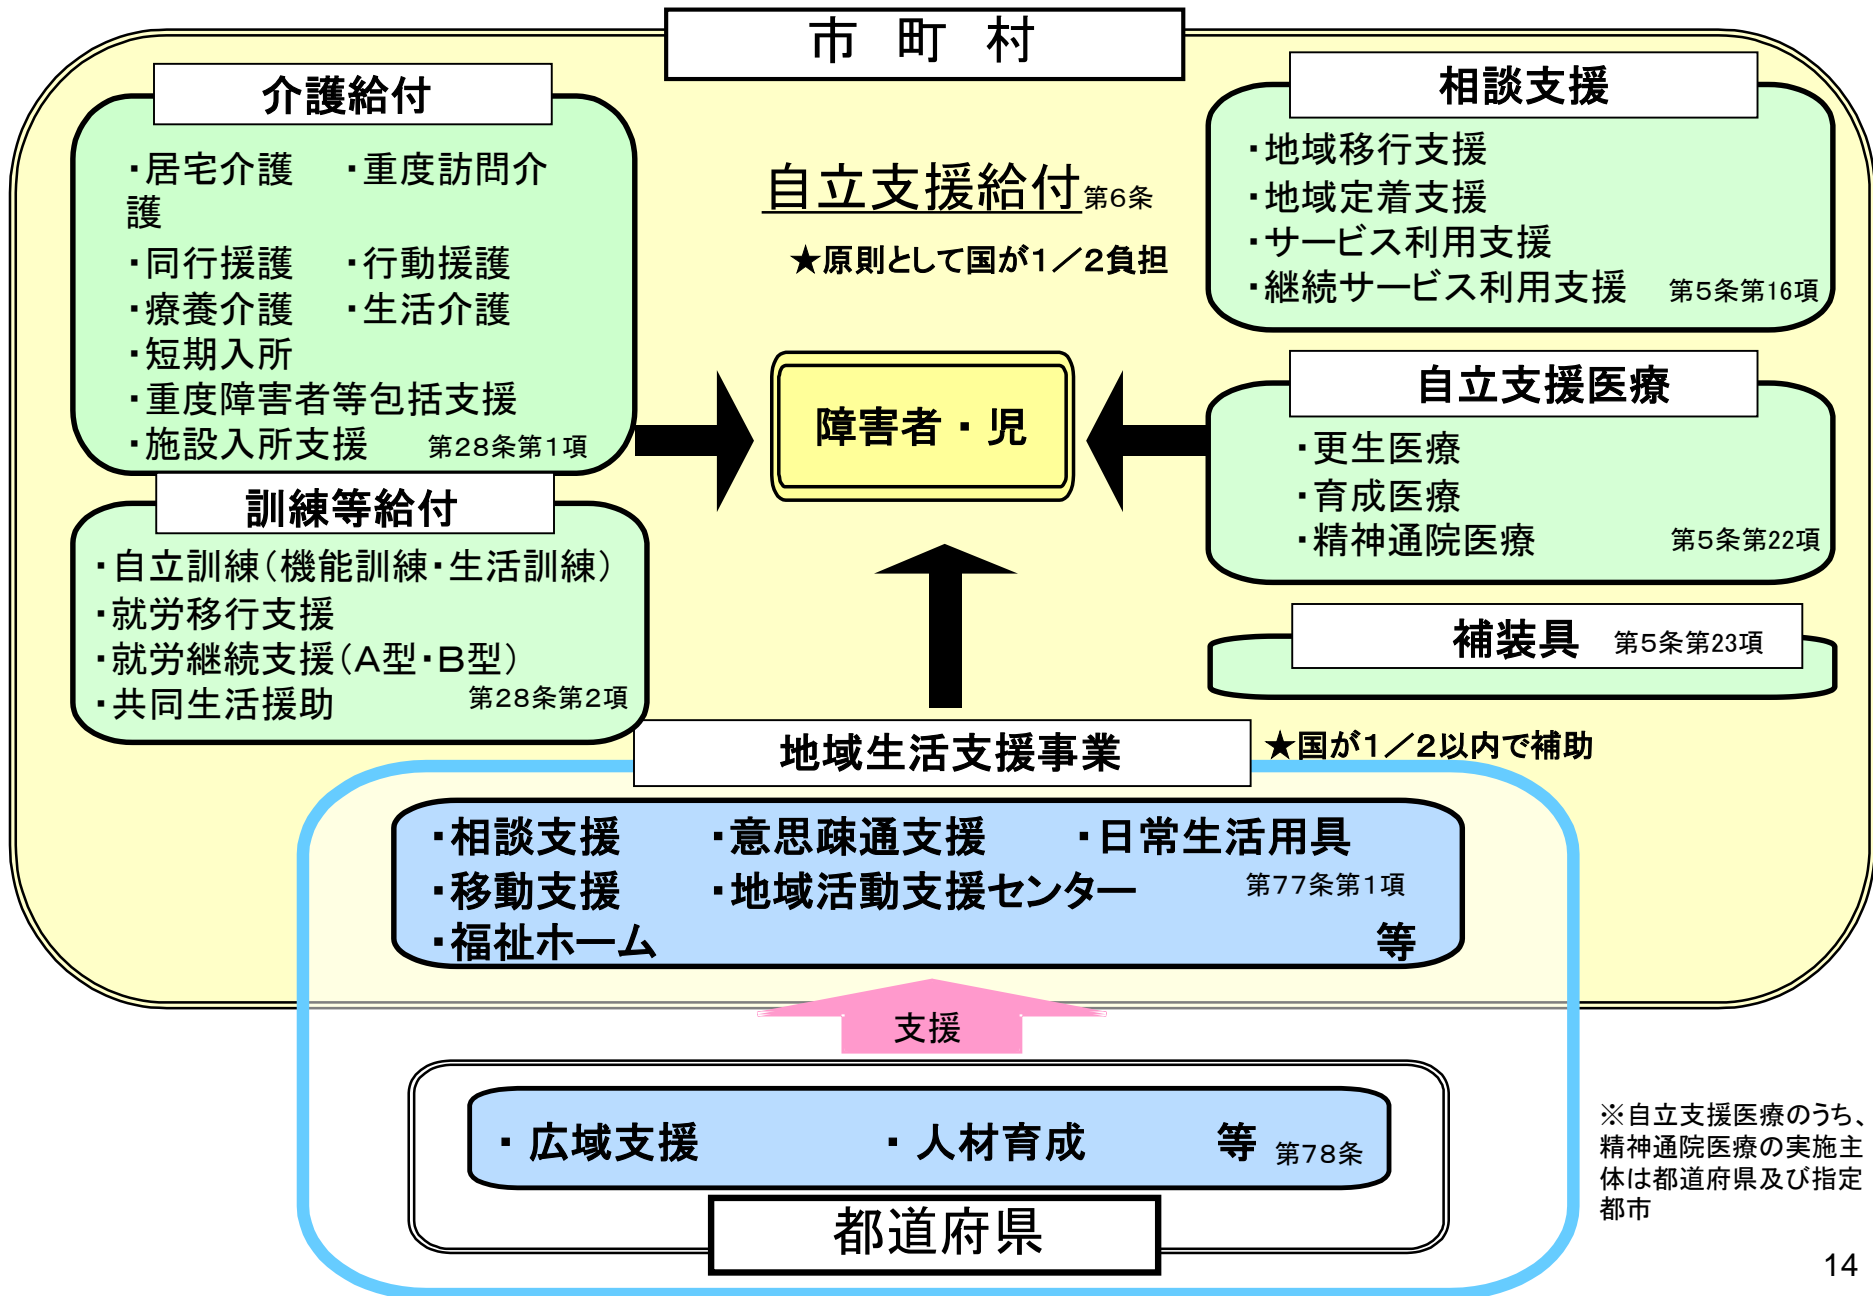 市 町 村
介護給付
・居宅介護 ・重度訪問介
護
・同行援護 ・行動援護
・療養介護 ・生活介護
・短期入所
・重度障害者等包括支援
・施設入所支援 第28条第1項
訓練等給付
・自立訓練(機能訓練・生活訓練)
・就労移行支援
・就労継続支援(A型・B型)
・共同生活援助 第28条第2項
自立支援給付第6条
★原則として国が1/2負担
障害者・児
相談支援
・地域移行支援
・地域定着支援
・サービス利用支援
・継続サービス利用支援 第5条第16項
自立支援医療
・更生医療
・育成医療
・精神通院医療 第5条第22項
補装具 第5条第23項
地域生活支援事業
★国が1/2以内で補助
・相談支援 ・意思疎通支援 ・日常生活用具
・移動支援 ・地域活動支援センター 第77条第1項
・福祉ホーム 等
支援
・広域支援 ・人材育成 等 第78条
都道府県
※自立支援医療のうち、
精神通院医療の実施主
体は都道府県及び指定
都市
14